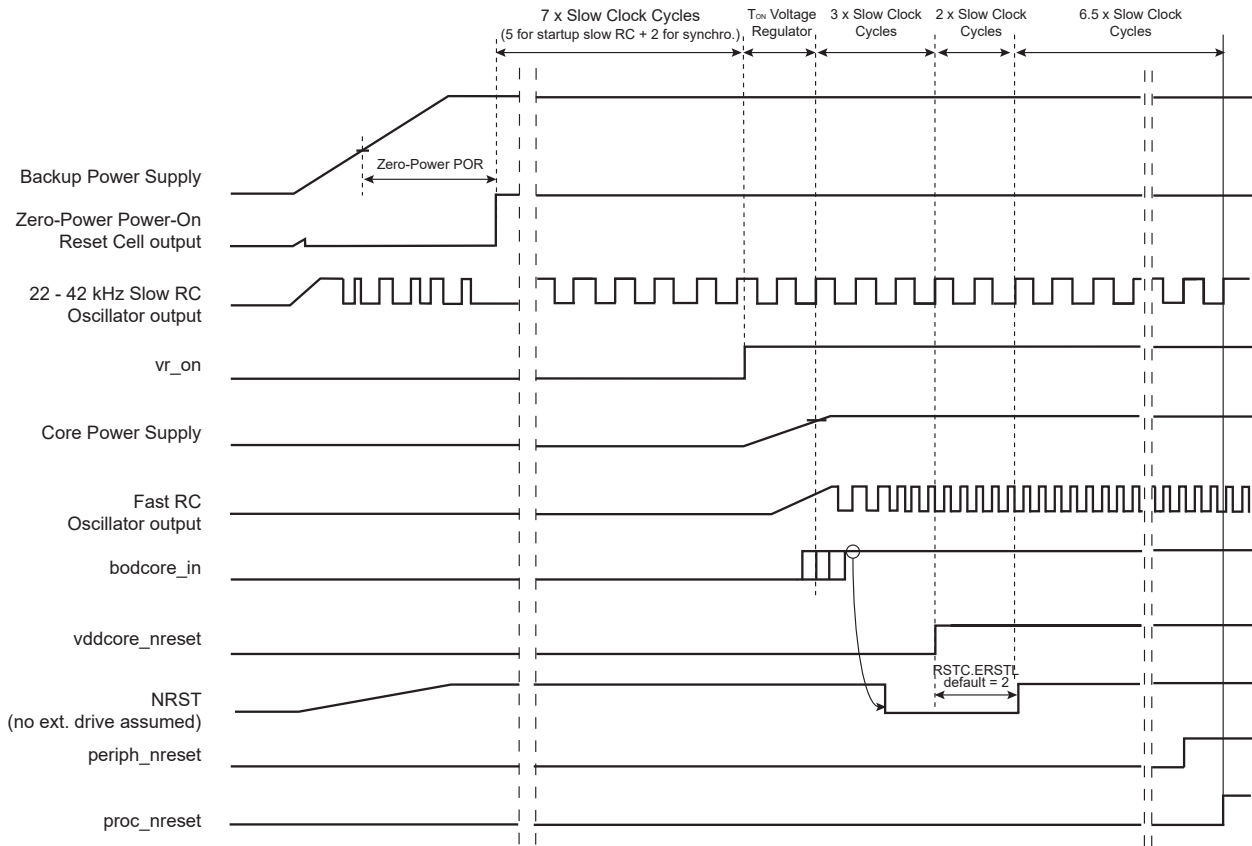 7 x Slow Clock Cycles
(5 for startup slow RC + 2 for synchro.)
TON Voltage
Regulator
3 x Slow Clock
Cycles
2 x Slow Clock
Cycles
6.5 x Slow Clock
Cycles
Zero-Power POR
Backup Power Supply
Zero-Power Power-On
Reset Cell output
22 - 42 kHz Slow RC
Oscillator output
vr_on
Core Power Supply
Fast RC
Oscillator output
bodcore_in
vddcore_nreset
RSTC.ERSTL
default = 2
NRST
(no ext. drive assumed)
periph_nreset
proc_nreset